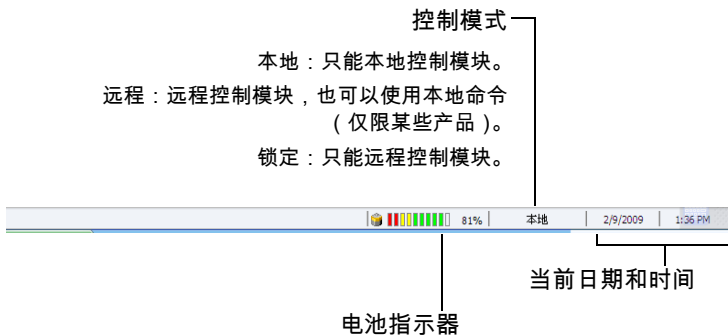 控制模式
本地：只能本地控制模块。
远程：远程控制模块，也可以使用本地命令
（仅限某些产品）。
锁定：只能远程控制模块。
81% 本地 2/9/2009 1:36 PM
当前日期和时间
电池指示器